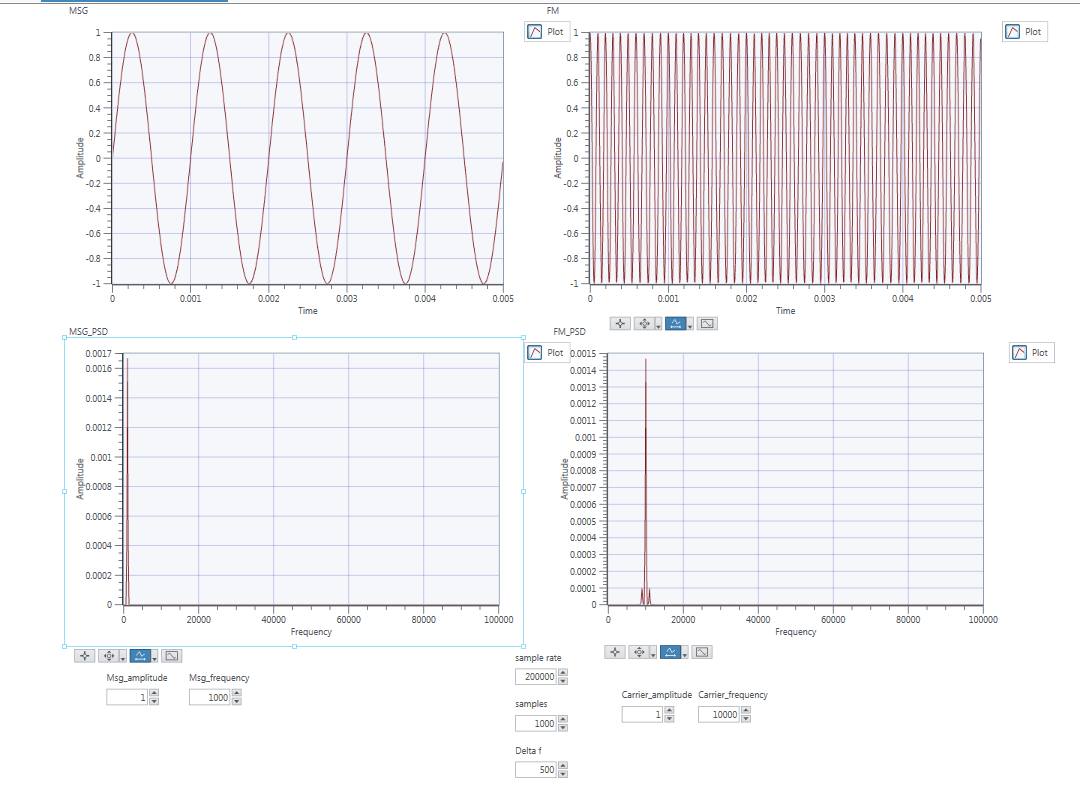 MSG
Plot
1
0.8
0.6
0.4
0.2
0
-0.2
-0.4
-0.6
-0.8
-1
Amplitude
0 0.001 0.002 0.003 0.004 0.005
Time
FM
Plot
1
0.8
0.6
0.4
0.2
0
-0.2
-0.4
-0.6
-0.8
-1
Amplitude
0 0.001 0.002 0.003 0.004 0.005
Time
MSG_PSD
Plot
0.0017
0.0016
0.0014
0.0012
0.001
0.0008
0.0006
0.0004
0.0002
0
Amplitude
0 20000 40000 60000 80000 100000
Frequency
FM_PSD
Plot
0.0015
0.0014
0.0013
0.0012
0.0011
0.001
0.0009
0.0008
0.0007
0.0006
0.0005
0.0004
0.0003
0.0002
0.0001
0
Amplitude
0 20000 40000 60000 80000 100000
Frequency
Msg_amplitude Msg_frequency
1 1000
sample rate
200000
samples
1000
Delta f
500
Carrier_amplitude Carrier_frequency
1 10000